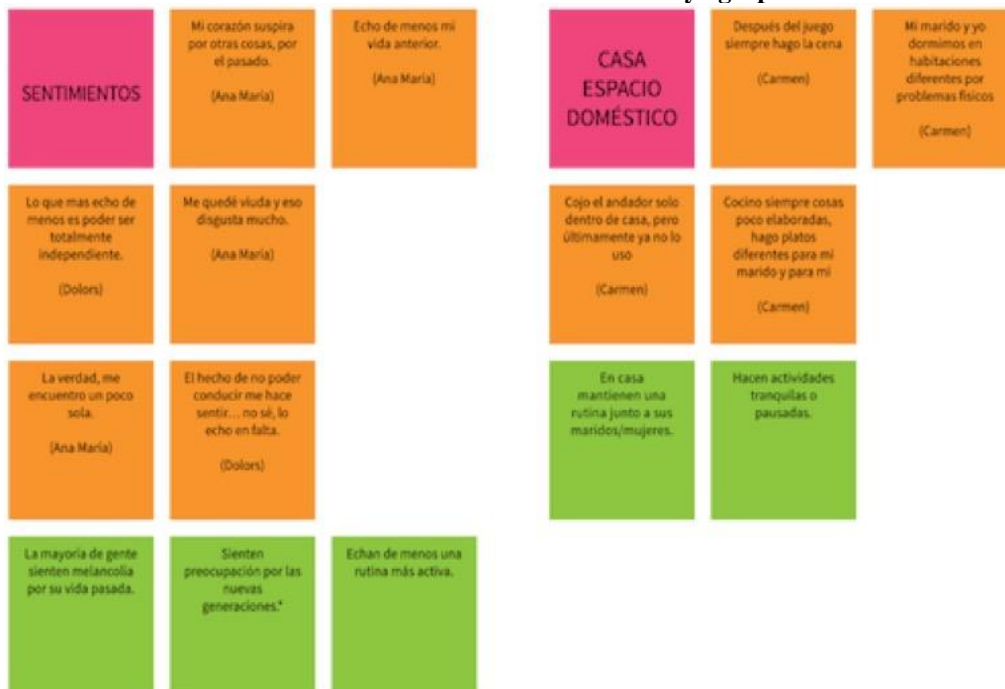 SENTIMIENTOS
Mi corazón suspira
por otras cosas, por
el pasado.
(Ana María)
Echo de menos mi
vida anterior.
(Ana María)
Lo que mas echo de
menos es poder ser
totalmente
independiente.
(Dolors)
Me quedé viuda y eso
disgusta mucho.
(Ana María)
La verdad, me
encuentro un poco
sola.
(Ana María)
El hecho de no poder
conducir me hace
sentir... no sé, lo
echo en falta.
(Dolors)
La mayoría de gente
sienten melancolia
por su vida pasada.
Sienten
preocupación por las
nuevas
generaciones.*
Echan de menos una
rutina más activa.
CASA
ESPACIO
DOMÉSTICO
Después del juego
siempre hago la cena
(Carmen)
Mi marido y yo
dormimos en
habitaciones
diferentes por
problemas físicos
(Carmen)
Cojo el andador solo
dentro de casa, pero
últimamente ya no lo
uso
(Carmen)
Cocino siempre cosas
poco elaboradas,
hago platos
diferentes para mi
marido y para mi
(Carmen)
En casa
mantienen una
rutina junto a sus
maridos/mujeres.
Hacen actividades
tranquilas o
pausadas.